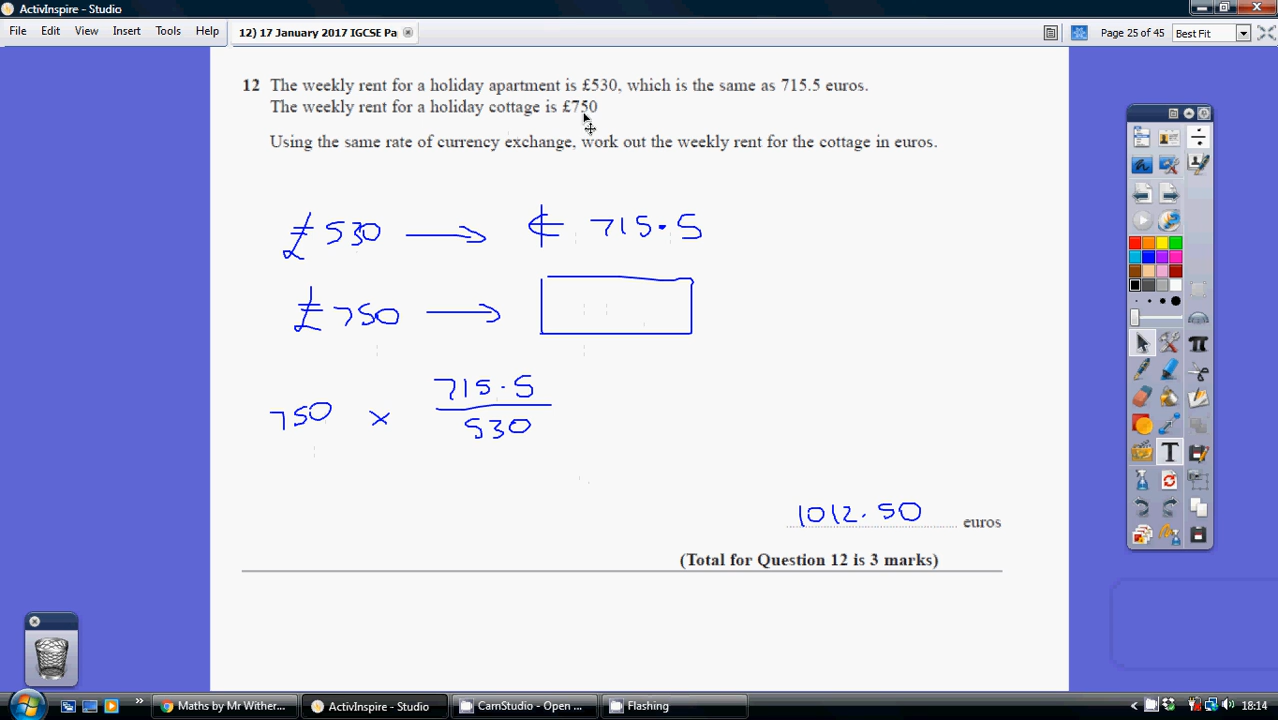 ActivInspire - Studio
File Edit View Insert Tools Help 12) 17 January 2017 IGCSE Pa Page 25 of 45 Best Fit
12 The weekly rent for a holiday apartment is £530, which is the same as 715.5 euros.
The weekly rent for a holiday cottage is £750
Using the same rate of currency exchange, work out the weekly rent for the cottage in euros.
£ 530 → € 715.5
£ 750 →
750 × 715.5
530
1012.50 euros
(Total for Question 12 is 3 marks)
Maths by Mr Wither... ActivInspire - Studio CamStudio - Open ... Flashing 18:14